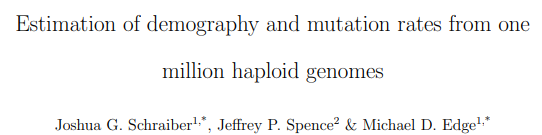 Estimation of demography and mutation rates from one
million haploid genomes
Joshua G. Schraiber¹,*, Jeffrey P. Spence² & Michael D. Edge¹,*